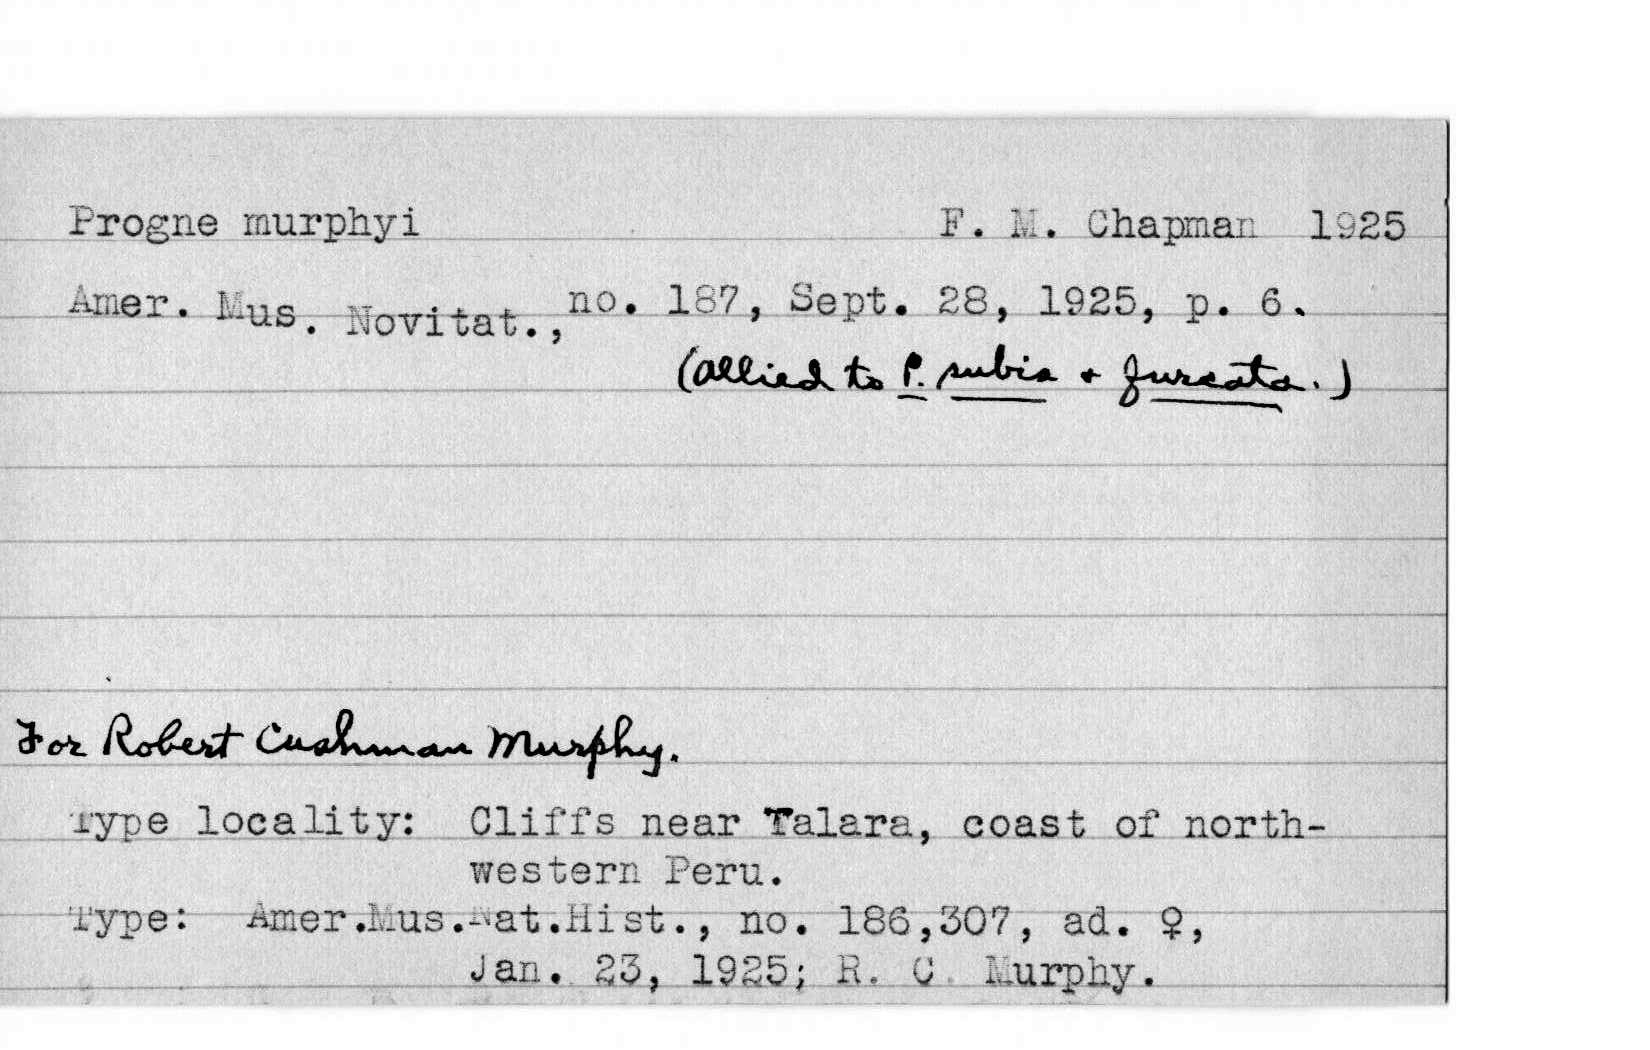 Progne murphyi F. M. Chapman 1925
Amer. Mus. Novitat., no. 187, Sept. 28, 1925, p. 6.
(allied to P. subis & furcata.)
For Robert Cushman Murphy.
Type locality: Cliffs near Talara, coast of north-
western Peru.
Type: Amer.Mus.Nat.Hist., no. 186,307, ad. ♀,
Jan. 23, 1925; R. C. Murphy.